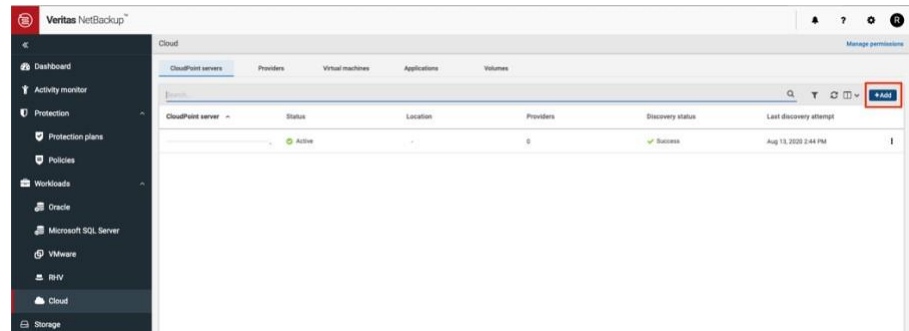 Veritas NetBackup™
? R
«
Cloud
Manage permissions
Dashboard
CloudPoint servers Providers Virtual machines Applications Volumes
Activity monitor
Search...
+Add
Protection
CloudPoint server Status Location Providers Discovery status Last discovery attempt
Protection plans
Active - 0 Success Aug 13, 2020 2:44 PM
Policies
Workloads
Oracle
Microsoft SQL Server
VMware
RHV
Cloud
Storage